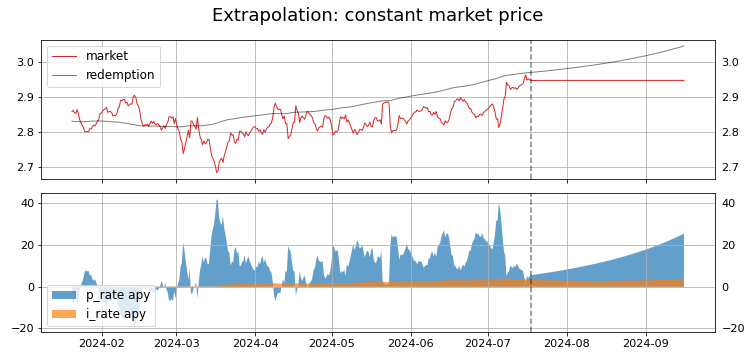 Extrapolation: constant market price
market
redemption
3.0 3.0
2.9 2.9
2.8 2.8
2.7 2.7
40 40
20 20
0 0
p_rate apy
i_rate apy
−20 −20
2024-02 2024-03 2024-04 2024-05 2024-06 2024-07 2024-08 2024-09